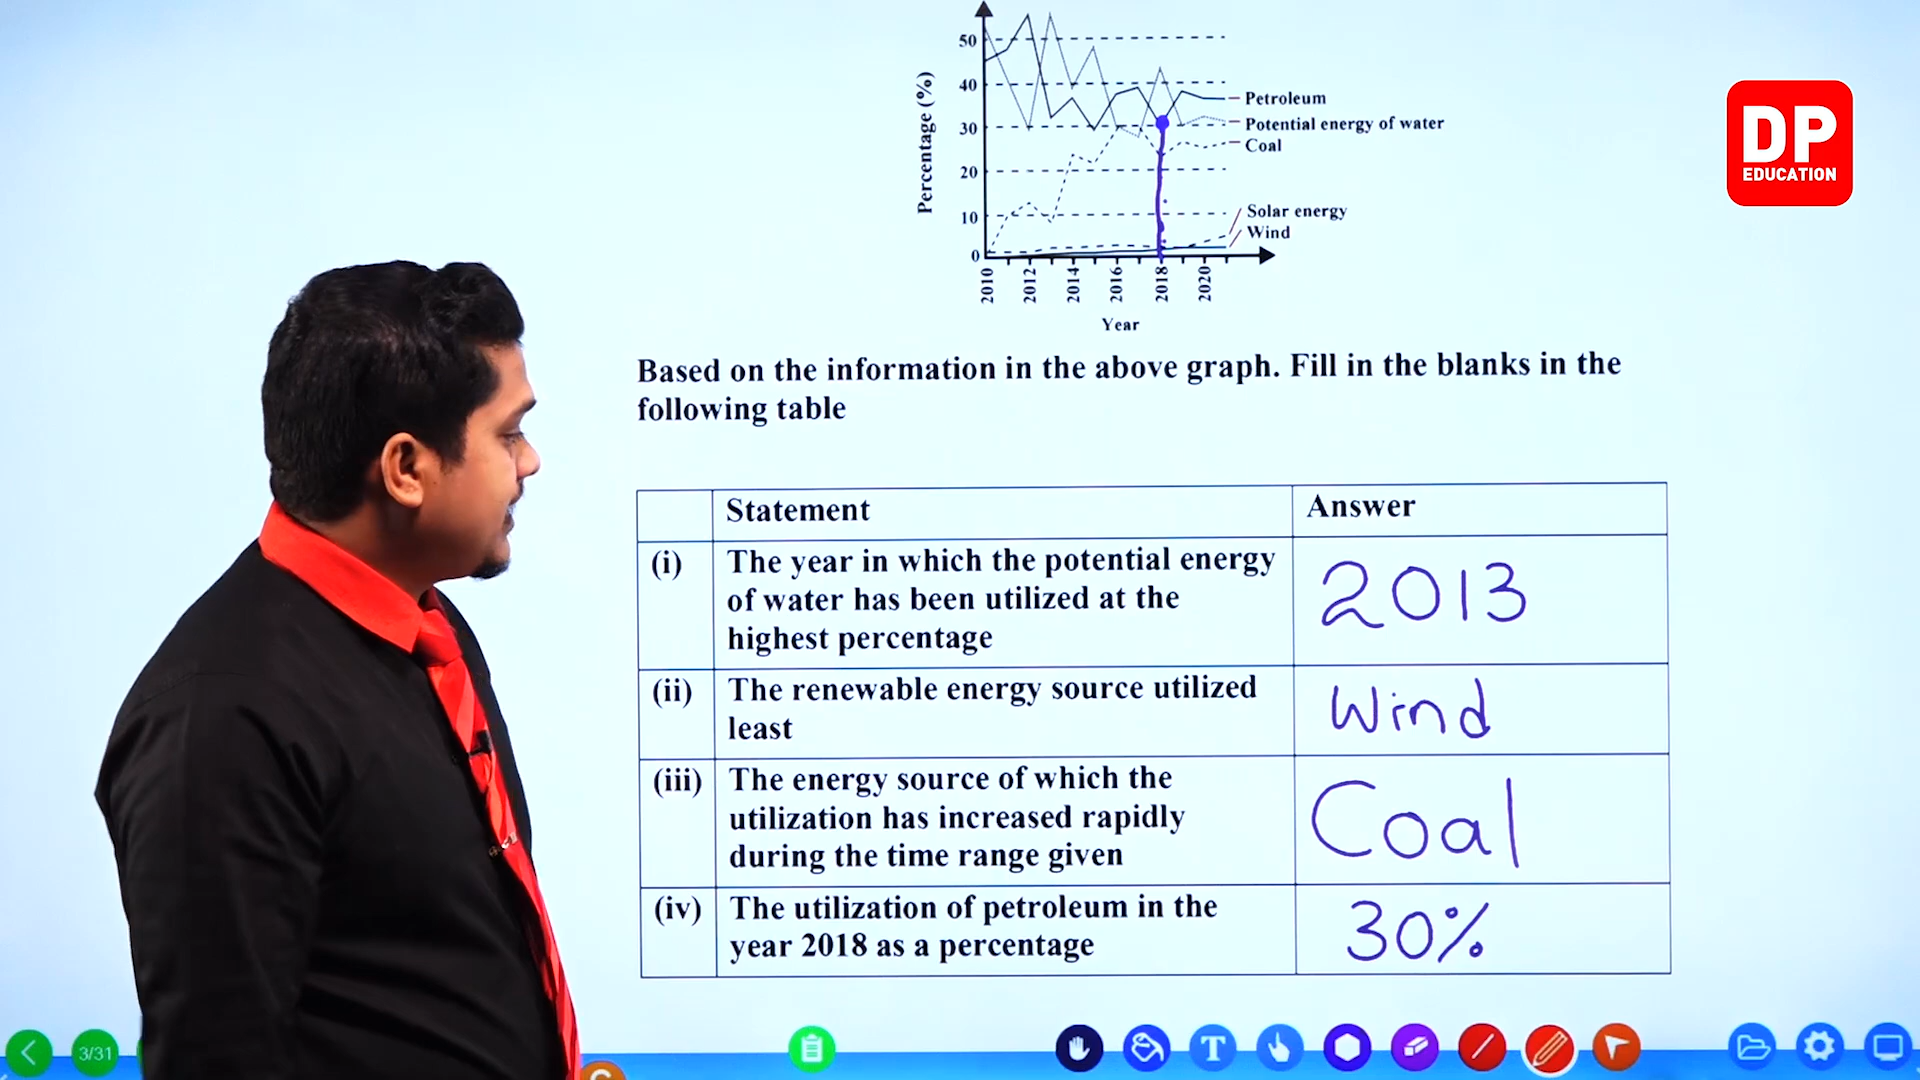 50
40
30
20
10
0
Percentage (%)
Petroleum
Potential energy of water
Coal
Solar energy
Wind
2010
2012
2014
2016
2018
2020
Year
DP
EDUCATION
Based on the information in the above graph. Fill in the blanks in the
following table
Statement
Answer
(i)
The year in which the potential energy
of water has been utilized at the
highest percentage
2013
(ii)
The renewable energy source utilized
least
Wind
(iii)
The energy source of which the
utilization has increased rapidly
during the time range given
Coal
(iv)
The utilization of petroleum in the
year 2018 as a percentage
30%
3/31
T